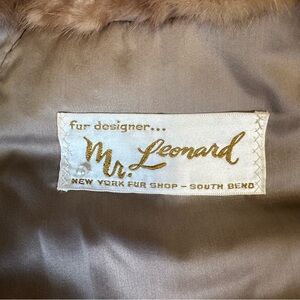 fur designer...
Mr. Leonard
NEW YORK FUR SHOP – SOUTH BEND